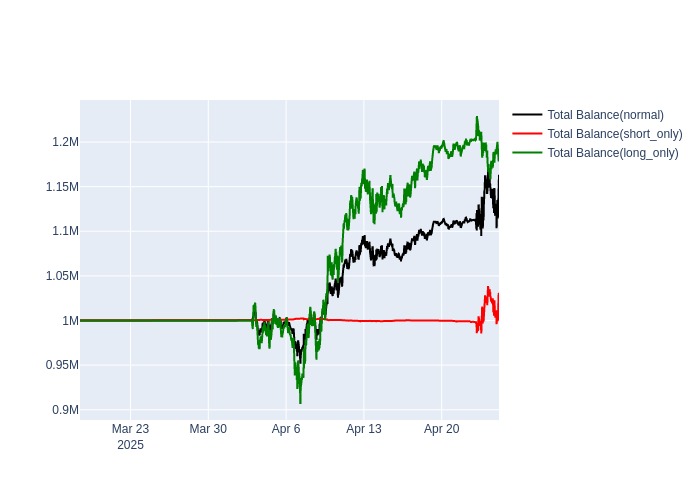 Total Balance(normal)
Total Balance(short_only)
Total Balance(long_only)
1.2M
1.15M
1.1M
1.05M
1M
0.95M
0.9M
Mar 23
2025
Mar 30
Apr 6
Apr 13
Apr 20